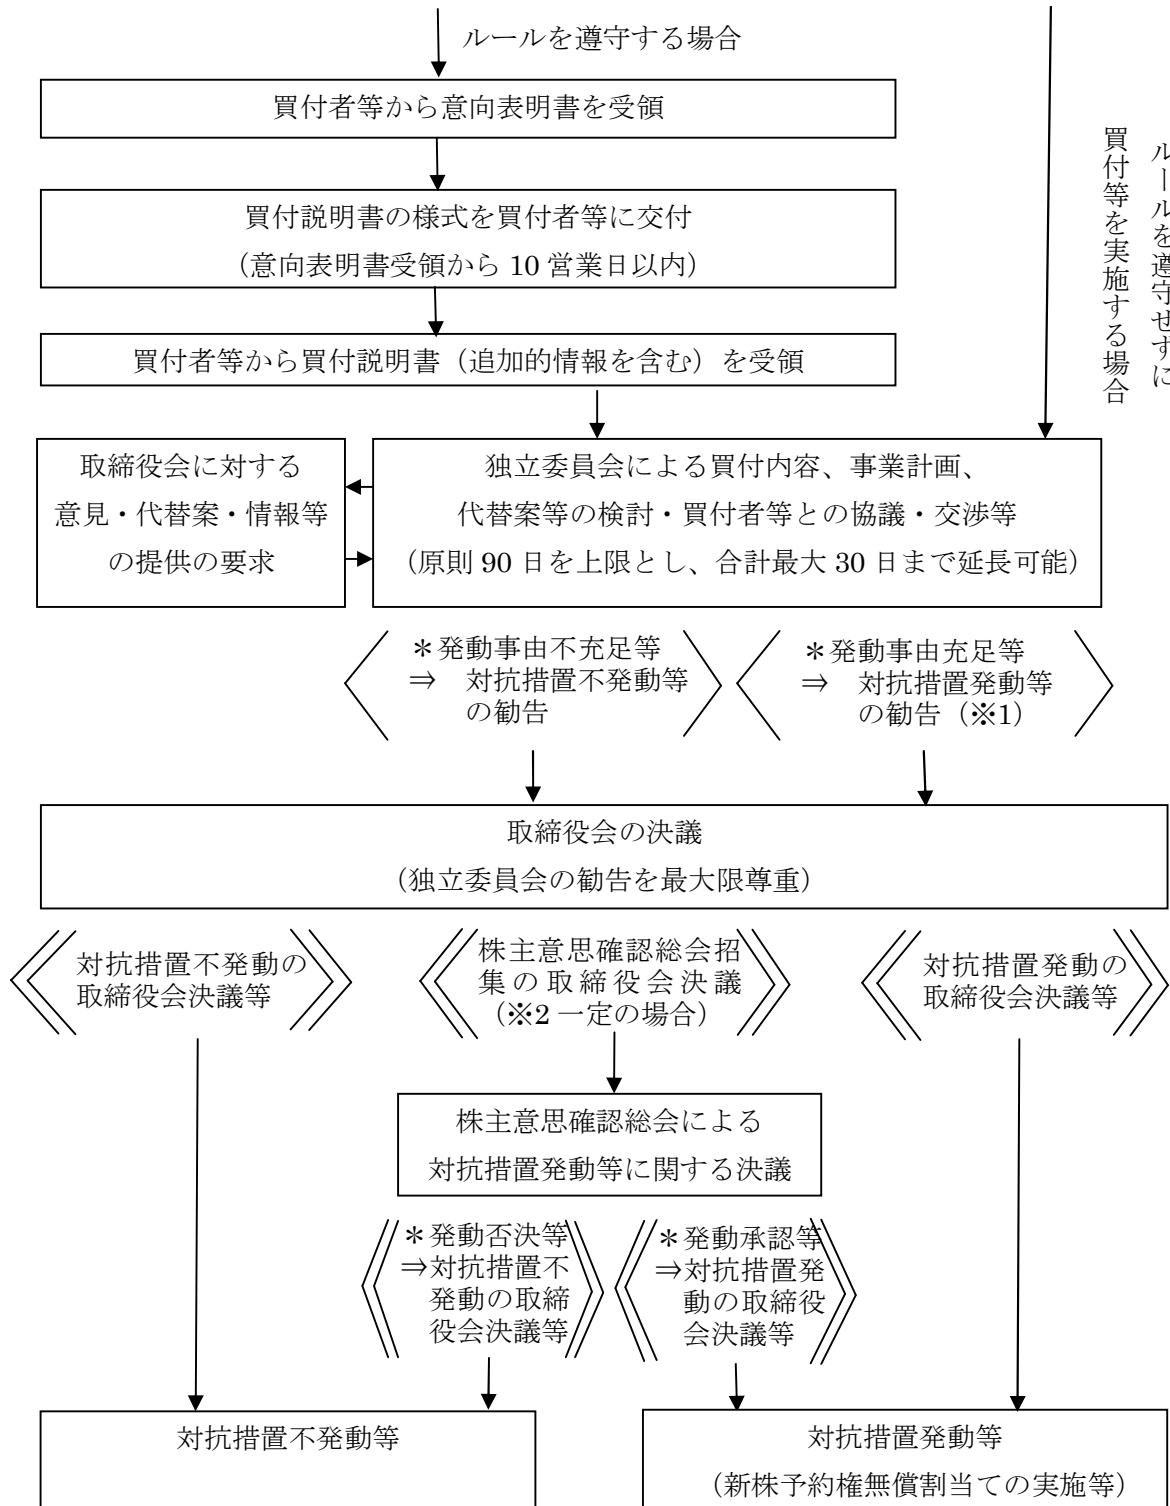 ルールを遵守する場合
買付者等から意向表明書を受領
ルールを遵守せずに
買付等を実施する場合
買付説明書の様式を買付者等に交付
（意向表明書受領から 10 営業日以内）
買付者等から買付説明書（追加的情報を含む）を受領
取締役会に対する
意見・代替案・情報等
の提供の要求
独立委員会による買付内容、事業計画、
代替案等の検討・買付者等との協議・交渉等
（原則 90 日を上限とし、合計最大 30 日まで延長可能）
＊発動事由不充足等
⇒　対抗措置不発動等
の勧告
＊発動事由充足等
⇒　対抗措置発動等
の勧告（※1）
取締役会の決議
（独立委員会の勧告を最大限尊重）
対抗措置不発動の
取締役会決議等
株主意思確認総会招
集の取締役会決議
（※2 一定の場合）
対抗措置発動の
取締役会決議等
株主意思確認総会による
対抗措置発動等に関する決議
＊発動否決等
⇒対抗措置不
発動の取締
役会決議等
＊発動承認等
⇒対抗措置発
動の取締役
会決議等
対抗措置不発動等
対抗措置発動等
（新株予約権無償割当ての実施等）